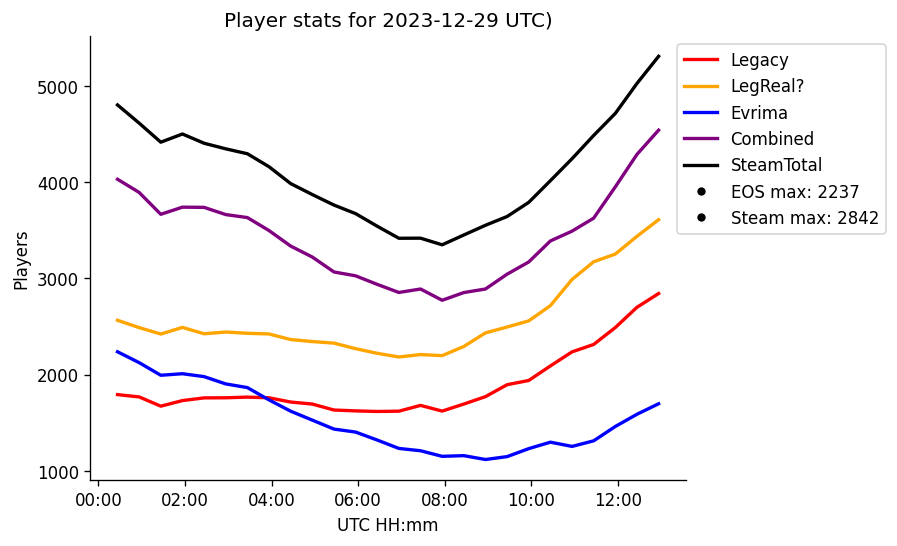 Player stats for 2023-12-29 UTC)
Legacy
LegReal?
Evrima
Combined
SteamTotal
EOS max: 2237
Steam max: 2842
Players
5000
4000
3000
2000
1000
00:00 02:00 04:00 06:00 08:00 10:00 12:00
UTC HH:mm